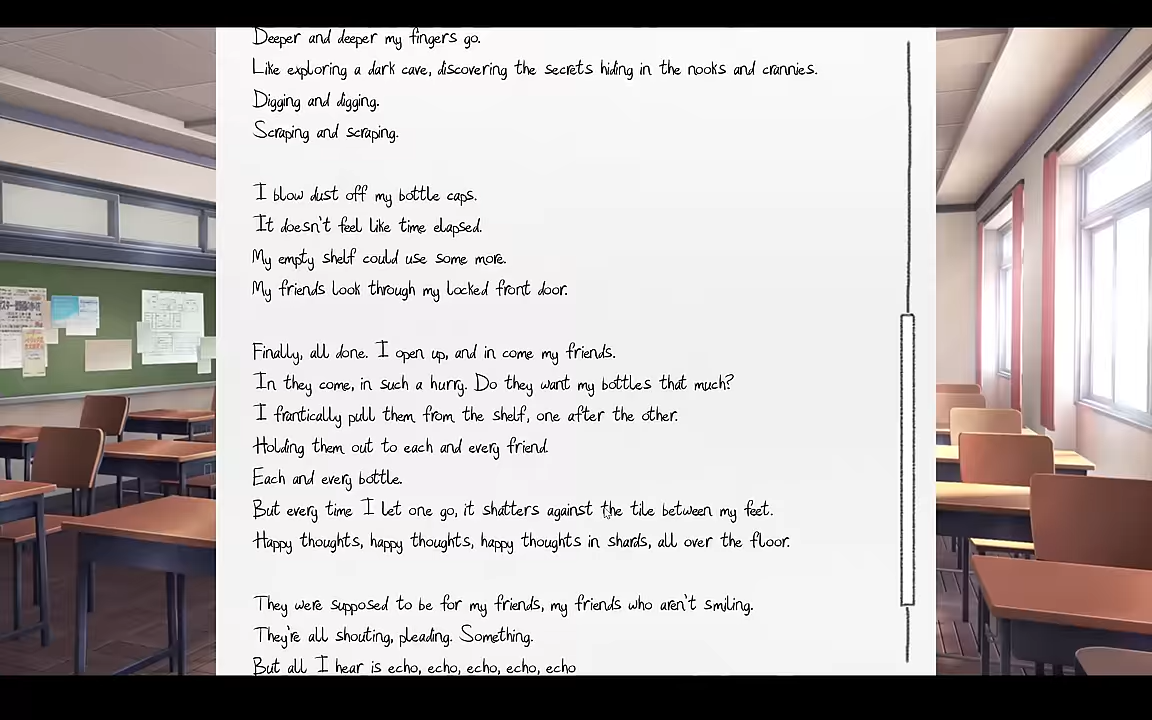 Deeper and deeper my fingers go.
Like exploring a dark cave, discovering the secrets hiding in the nooks and crannies.
Digging and digging.
Scraping and scraping.
I blow dust off my bottle caps.
It doesn't feel like time elapsed.
My empty shelf could use some more.
My friends look through my locked front door.
Finally, all done. I open up, and in come my friends.
In they come, in such a hurry. Do they want my bottles that much?
I frantically pull them from the shelf, one after the other.
Holding them out to each and every friend.
Each and every bottle.
But every time I let one go, it shatters against the tile between my feet.
Happy thoughts, happy thoughts, happy thoughts in shards, all over the floor.
They were supposed to be for my friends, my friends who aren't smiling.
They're all shouting, pleading. Something.
But all I hear is echo, echo, echo, echo, echo